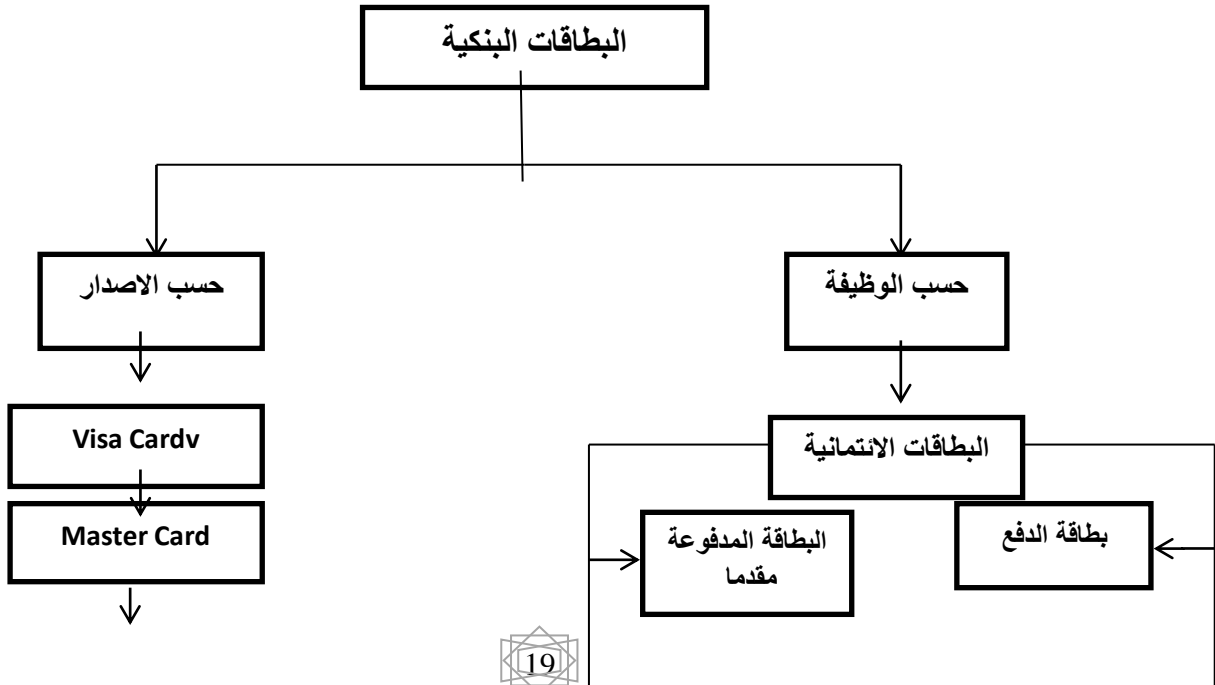 البطاقات البنكية
حسب الوظيفة
حسب الاصدار
البطاقات الائتمانية
Visa Cardv
بطاقة الدفع
البطاقة المدفوعة
مقدما
Master Card
19